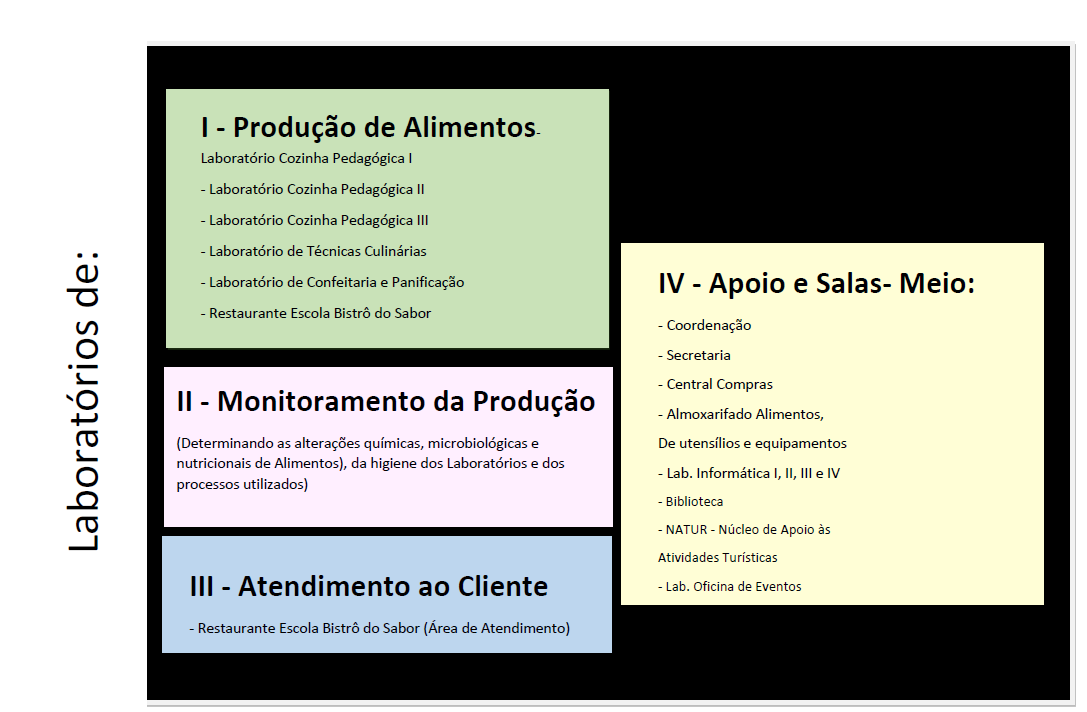 Laboratórios de:
I - Produção de Alimentos-
Laboratório Cozinha Pedagógica I
- Laboratório Cozinha Pedagógica II
- Laboratório Cozinha Pedagógica III
- Laboratório de Técnicas Culinárias
- Laboratório de Confeitaria e Panificação
- Restaurante Escola Bistrô do Sabor
II - Monitoramento da Produção
(Determinando as alterações químicas, microbiológicas e
nutricionais de Alimentos), da higiene dos Laboratórios e dos
processos utilizados)
III - Atendimento ao Cliente
- Restaurante Escola Bistrô do Sabor (Área de Atendimento)
IV - Apoio e Salas- Meio:
- Coordenação
- Secretaria
- Central Compras
- Almoxarifado Alimentos,
De utensílios e equipamentos
- Lab. Informática I, II, III e IV
- Biblioteca
- NATUR - Núcleo de Apoio às
Atividades Turísticas
- Lab. Oficina de Eventos